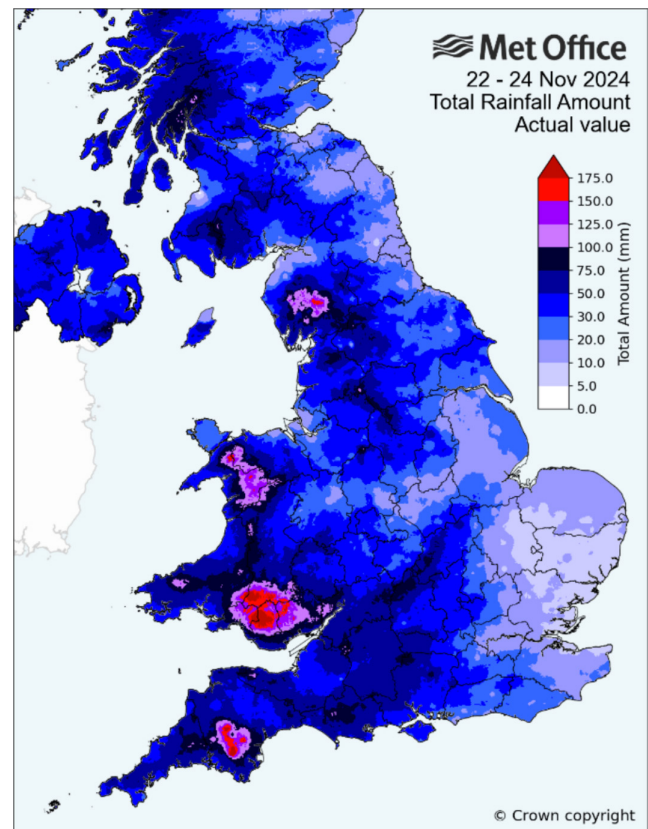 Met Office
22 - 24 Nov 2024
Total Rainfall Amount
Actual value
175.0
150.0
125.0
100.0
75.0
50.0
30.0
20.0
10.0
5.0
0.0
Total Amount (mm)
© Crown copyright